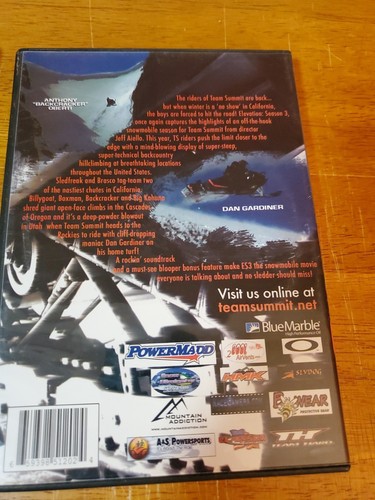 ANTHONY
"BACKCRACKER"
OBERTI
The riders of Team Summit are back...
but when winter is a 'no show' in California,
the boys are forced to hit the road! Elevation: Season 3,
once again captures the highlights of an off the hook
snowmobile season for Team Summit from director
Jeff Aiello. This year, TS riders push the limit closer to the
edge with a mind-blowing display of super-steep,
super technical backcountry
hillclimbing at breathtaking locations
throughout the United States.
Sledfreak and Brasco tag-team two
of the nastiest chutes in California.
Billygoat, Boxman, Backcracker and Big Kahuna
shred giant open-face climbs in the Cascades
of Oregon and it's a deep powder blowout
in Utah when Team Summit heads to the
Rockies to ride with cliff-dropping
maniac Dan Gardiner on
his home turf!
A rockin' soundtrack
and a must-see blooper bonus feature make ES3 the snowmobile movie
everyone is talking about and no sledder should miss!
DAN GARDINER
Visit us online at
teamsummit.net
BlueMarble
POWERMADD
SLYDOG
MOUNTAIN
ADDICTION
WEAR
A&S POWERSPORTS